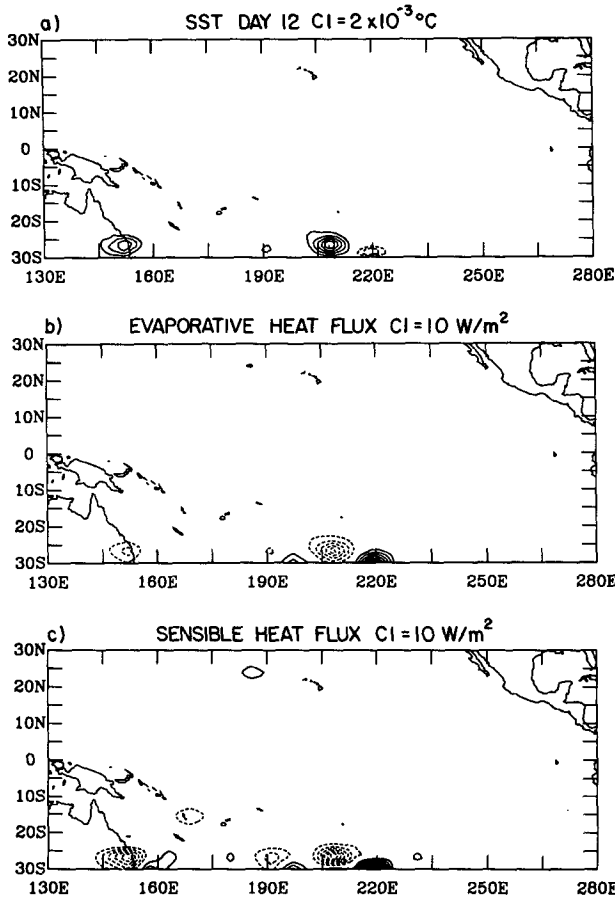 a) SST DAY 12 CI = 2 x10⁻³ °C
30N
20N
10N
0
10S
20S
30S
130E 160E 190E 220E 250E 280E
b) EVAPORATIVE HEAT FLUX CI = 10 W/m²
30N
20N
10N
0
10S
20S
30S
130E 160E 190E 220E 250E 280E
c) SENSIBLE HEAT FLUX CI = 10 W/m²
30N
20N
10N
0
10S
20S
30S
130E 160E 190E 220E 250E 280E